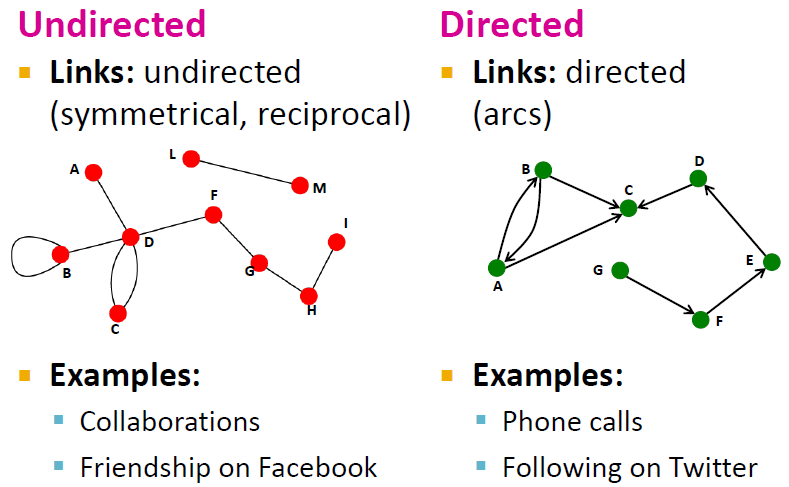 Undirected
Links: undirected
(symmetrical, reciprocal)
A
L
M
F
I
D
B
G
H
C
Examples:
Collaborations
Friendship on Facebook
Directed
Links: directed
(arcs)
B
D
C
A
G
E
F
Examples:
Phone calls
Following on Twitter